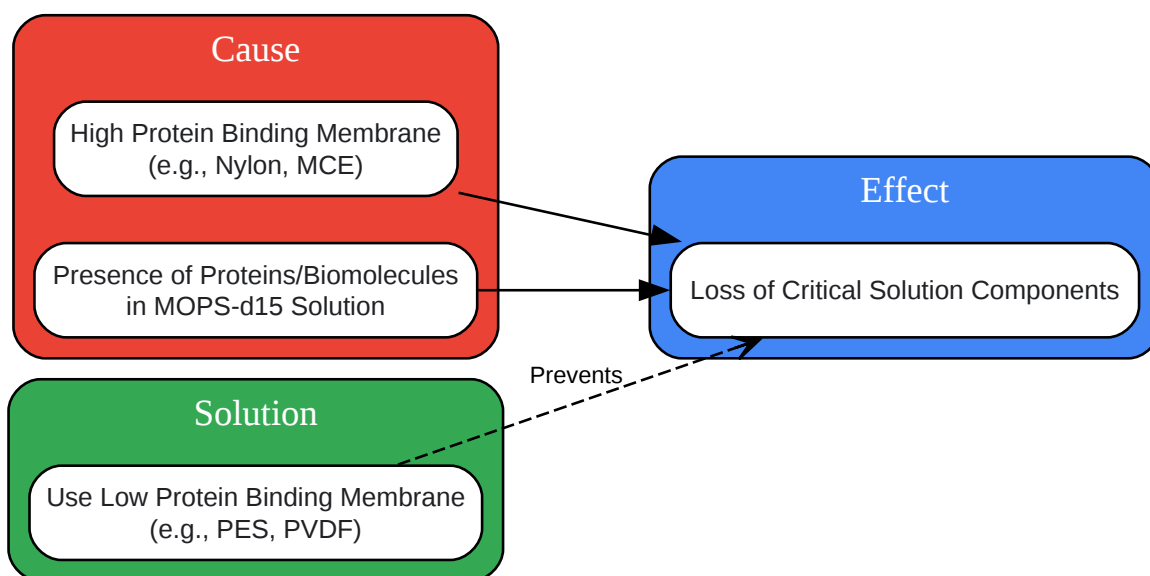 Cause
High Protein Binding Membrane
(e.g., Nylon, MCE)
Presence of Proteins/Biomolecules
in MOPS-d15 Solution
Effect
Loss of Critical Solution Components
Prevents
Solution
Use Low Protein Binding Membrane
(e.g., PES, PVDF)